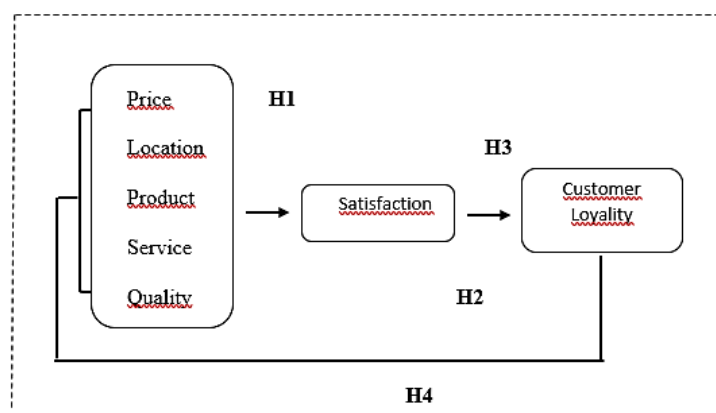 Price
H1
Location
H3
Product
Satisfaction
Customer
Loyality
Service
Quality
H2
H4